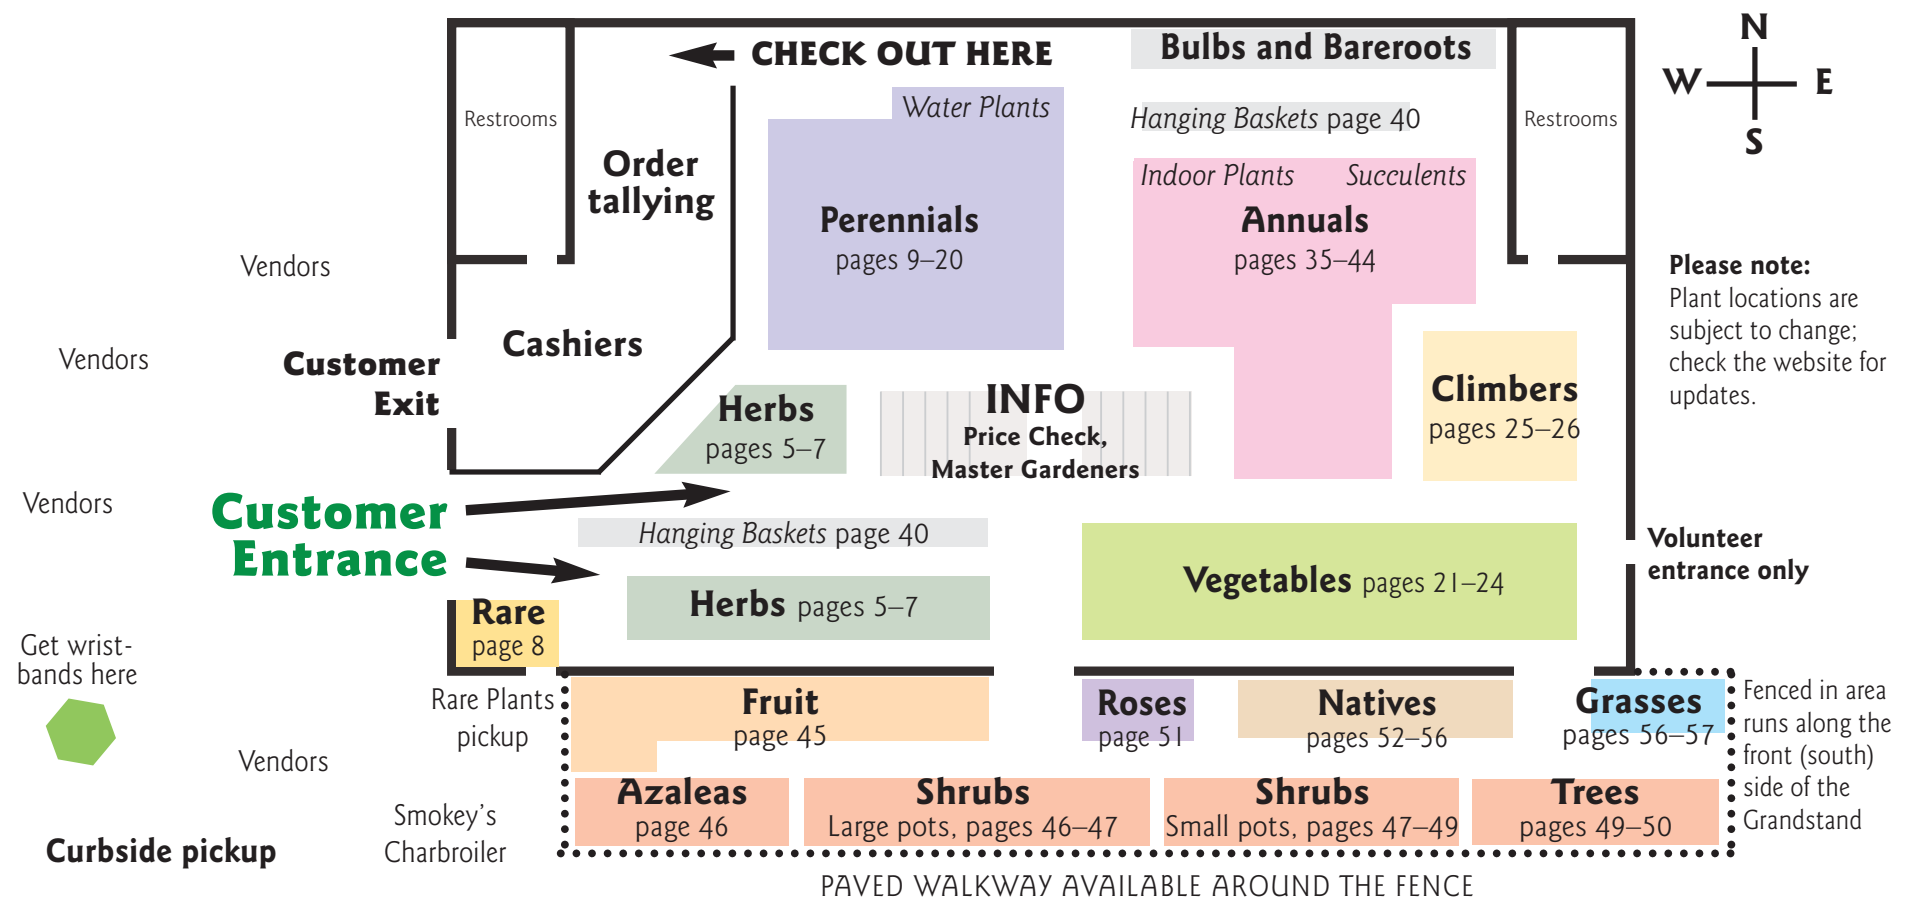 CHECK OUT HERE
Bulbs and Bareroots
N
W E
S
Water Plants
Hanging Baskets page 40
Restrooms
Restrooms
Order
tallying
Indoor Plants Succulents
Perennials
pages 9–20
Annuals
pages 35–44
Vendors
Please note:
Plant locations are
subject to change;
check the website for
updates.
Vendors
Customer
Exit
Cashiers
Herbs
pages 5–7
INFO
Price Check,
Master Gardeners
Climbers
pages 25–26
Vendors
Customer
Entrance
Hanging Baskets page 40
Herbs pages 5–7
Vegetables pages 21–24
Volunteer
entrance only
Rare
page 8
Get wrist-
bands here
Rare Plants
pickup
Fruit
page 45
Roses
page 51
Natives
pages 52–56
Grasses
pages 56–57
Fenced in area
runs along the
front (south)
side of the
Grandstand
Vendors
Azaleas
page 46
Shrubs
Large pots, pages 46–47
Shrubs
Small pots, pages 47–49
Trees
pages 49–50
Smokey's
Charbroiler
Curbside pickup
PAVED WALKWAY AVAILABLE AROUND THE FENCE